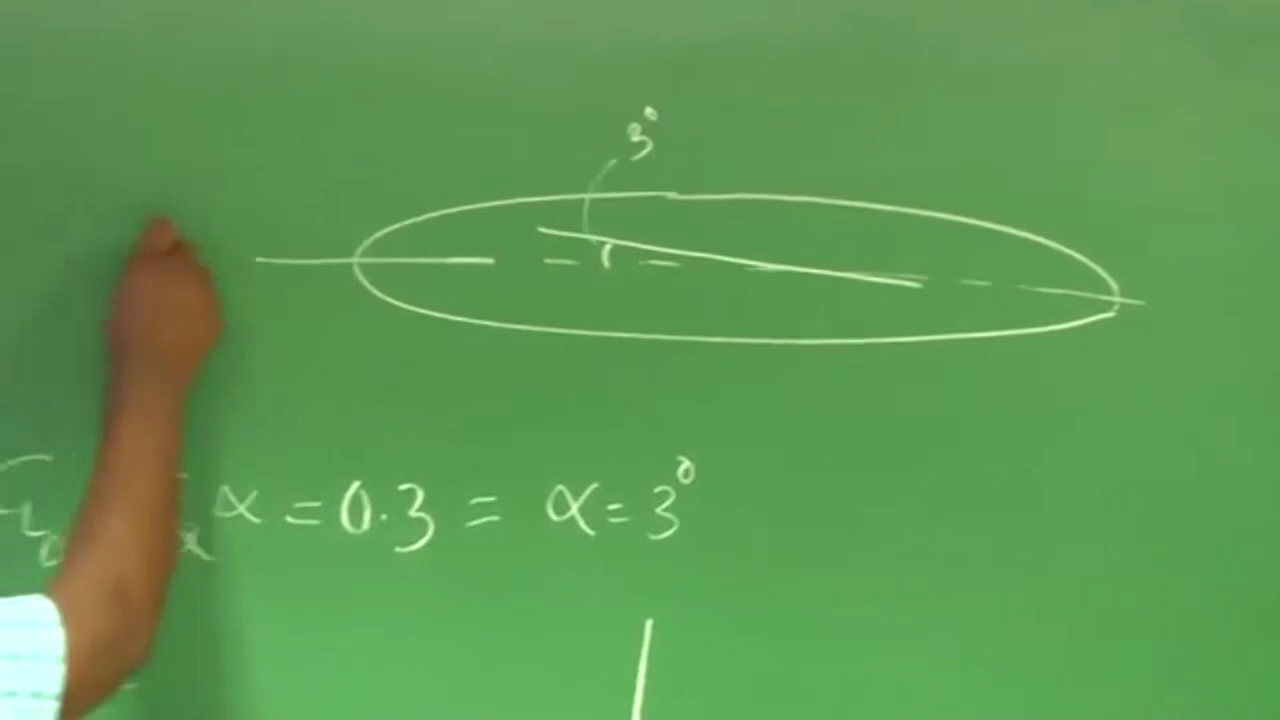 3°
α = 0.3 = α = 3°